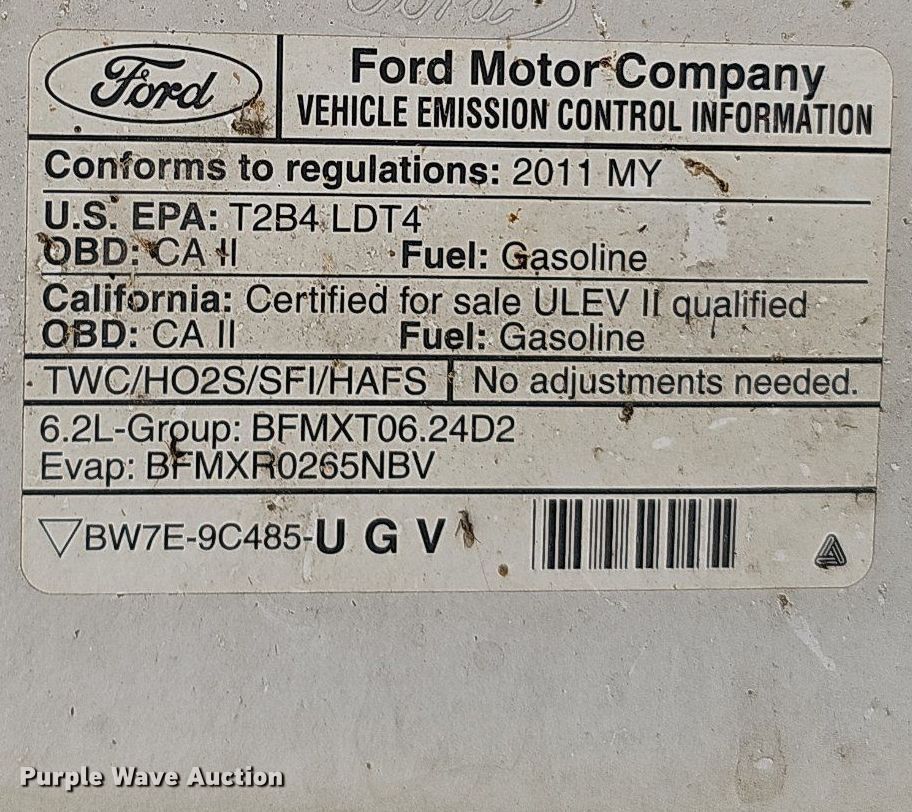 Ford
Ford
Ford Motor Company
VEHICLE EMISSION CONTROL INFORMATION
Conforms to regulations: 2011 MY
U.S. EPA: T2B4 LDT4
OBD: CA II Fuel: Gasoline
California: Certified for sale ULEV II qualified
OBD: CA II Fuel: Gasoline
TWC/HO2S/SFI/HAFS No adjustments needed.
6.2L-Group: BFMXT06.24D2
Evap: BFMXR0265NBV
BW7E-9C485-U G V
Purple Wave Auction